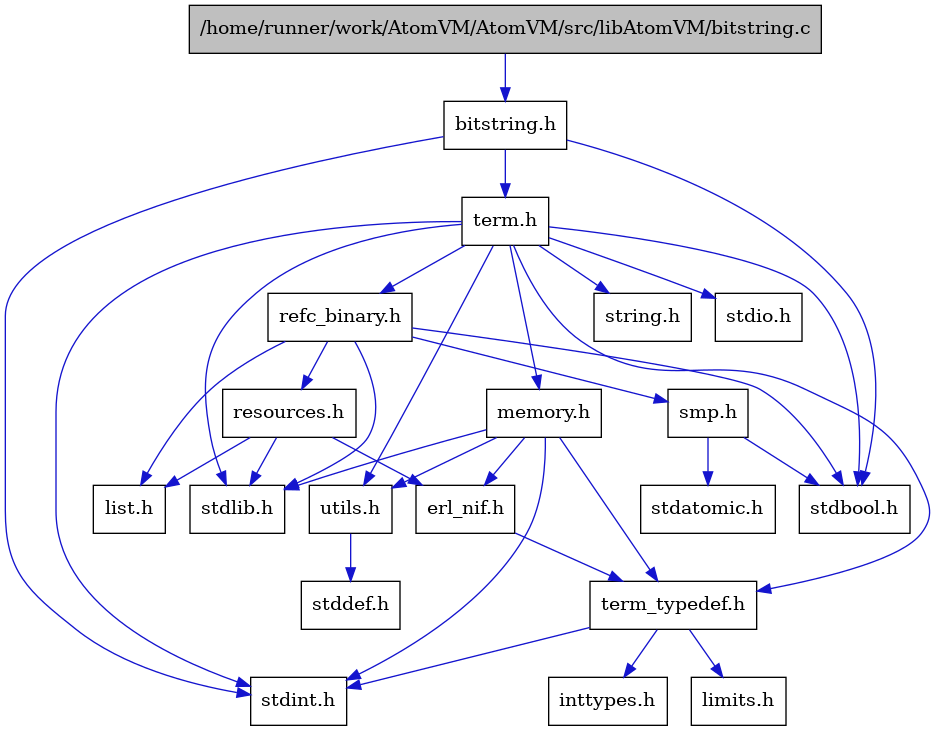 /home/runner/work/AtomVM/AtomVM/src/libAtomVM/bitstring.c
bitstring.h
term.h
refc_binary.h
string.h
stdio.h
resources.h
memory.h
smp.h
list.h
stdlib.h
utils.h
erl_nif.h
stdatomic.h
stdbool.h
stddef.h
term_typedef.h
stdint.h
inttypes.h
limits.h